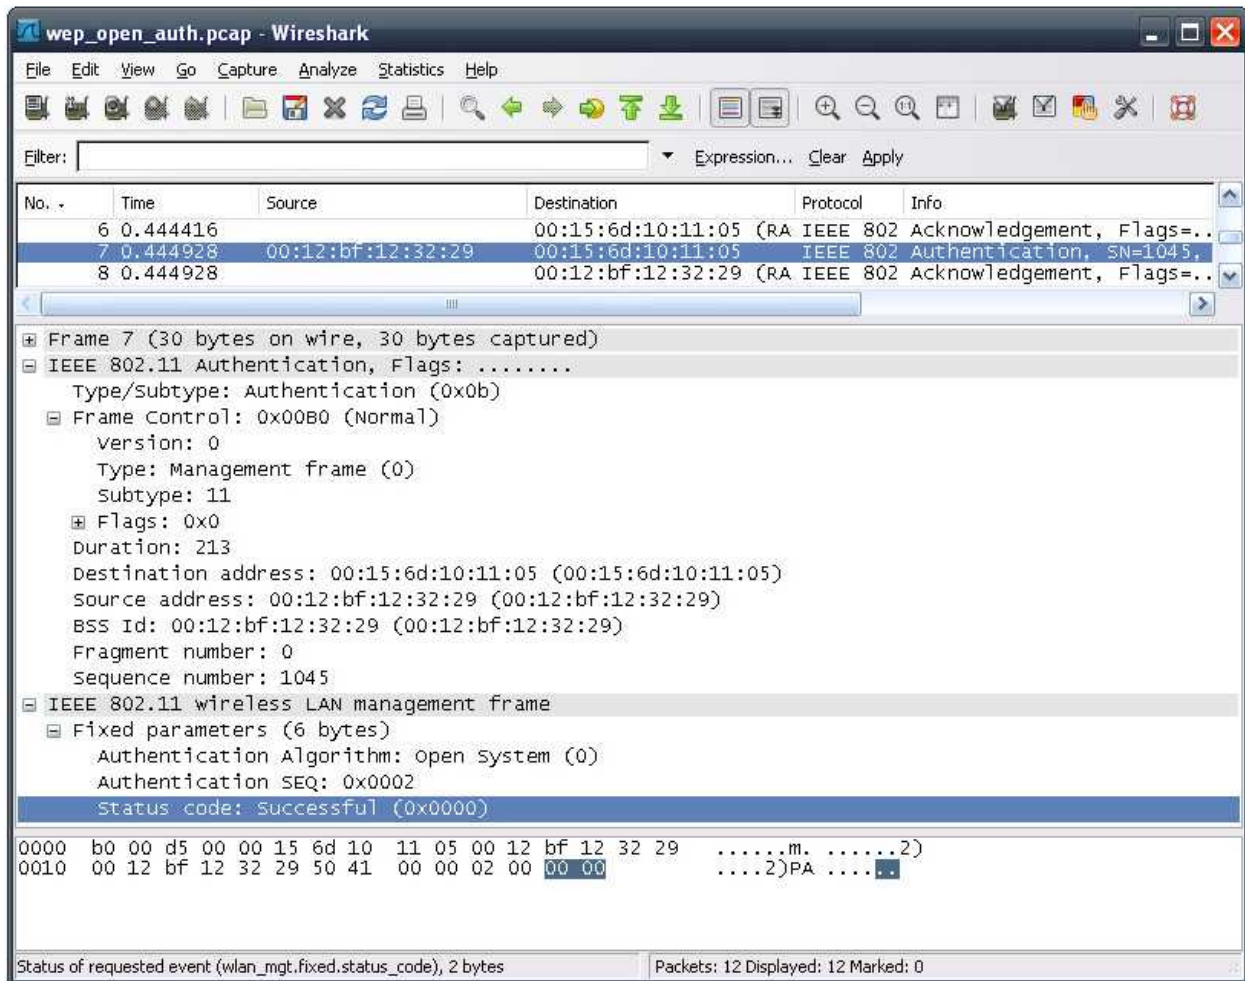 wep_open_auth.pcap - Wireshark
File Edit View Go Capture Analyze Statistics Help
Filter: Expression... Clear Apply
No. Time Source Destination Protocol Info
6 0.444416 00:15:6d:10:11:05 (RA IEEE 802 Acknowledgement, Flags=..
7 0.444928 00:12:bf:12:32:29 00:15:6d:10:11:05 IEEE 802 Authentication, SN=1045,
8 0.444928 00:12:bf:12:32:29 (RA IEEE 802 Acknowledgement, Flags=..
Frame 7 (30 bytes on wire, 30 bytes captured)
IEEE 802.11 Authentication, Flags: ........
Type/Subtype: Authentication (0x0b)
Frame Control: 0x00B0 (Normal)
Version: 0
Type: Management frame (0)
Subtype: 11
Flags: 0x0
Duration: 213
Destination address: 00:15:6d:10:11:05 (00:15:6d:10:11:05)
Source address: 00:12:bf:12:32:29 (00:12:bf:12:32:29)
BSS Id: 00:12:bf:12:32:29 (00:12:bf:12:32:29)
Fragment number: 0
Sequence number: 1045
IEEE 802.11 wireless LAN management frame
Fixed parameters (6 bytes)
Authentication Algorithm: Open System (0)
Authentication SEQ: 0x0002
Status code: Successful (0x0000)
0000 b0 00 d5 00 00 15 6d 10 11 05 00 12 bf 12 32 29 ......m. ......2)
0010 00 12 bf 12 32 29 50 41 00 00 02 00 00 00 ....2)PA ......
Status of requested event (wlan_mgt.fixed.status_code), 2 bytes Packets: 12 Displayed: 12 Marked: 0